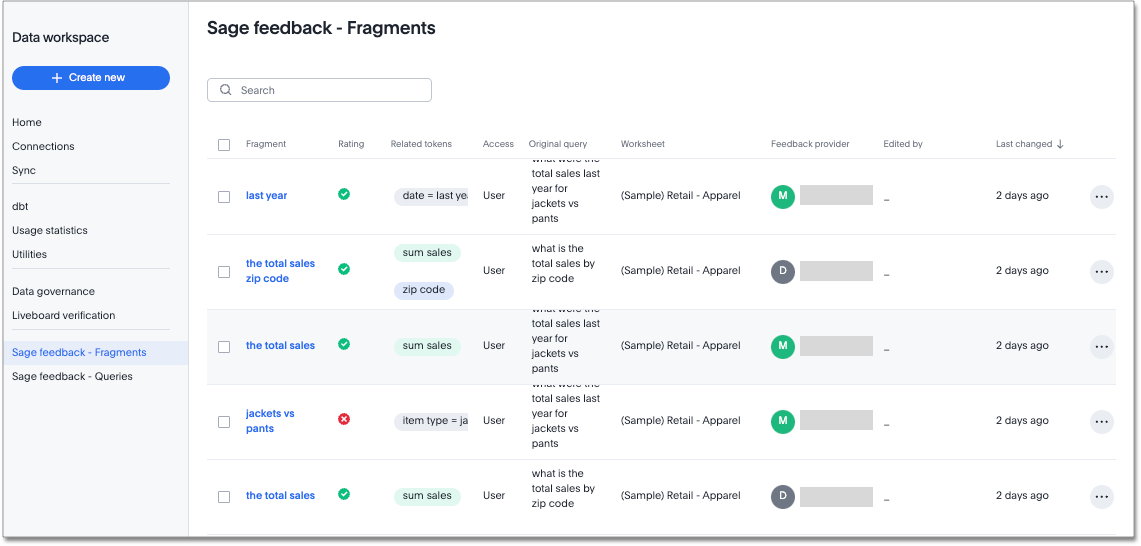 Data workspace
Create new
Home
Connections
Sync
dbt
Usage statistics
Utilities
Data governance
Liveboard verification
Sage feedback - Fragments
Sage feedback - Queries
Sage feedback - Fragments
Search
Fragment Rating Related tokens Access Original query Worksheet Feedback provider Edited by Last changed
last year
date = last yea
User
what were the
total sales last
year for
jackets vs
pants
(Sample) Retail - Apparel
M
_
2 days ago
the total sales
zip code
sum sales
zip code
User
what is the
total sales by
zip code
(Sample) Retail - Apparel
D
_
2 days ago
the total sales
sum sales
User
what were the
total sales last
year for
jackets vs
pants
(Sample) Retail - Apparel
M
_
2 days ago
jackets vs
pants
item type = ja
User
what were the
total sales last
year for
jackets vs
pants
(Sample) Retail - Apparel
M
_
2 days ago
the total sales
sum sales
User
what is the
total sales by
zip code
(Sample) Retail - Apparel
D
_
2 days ago